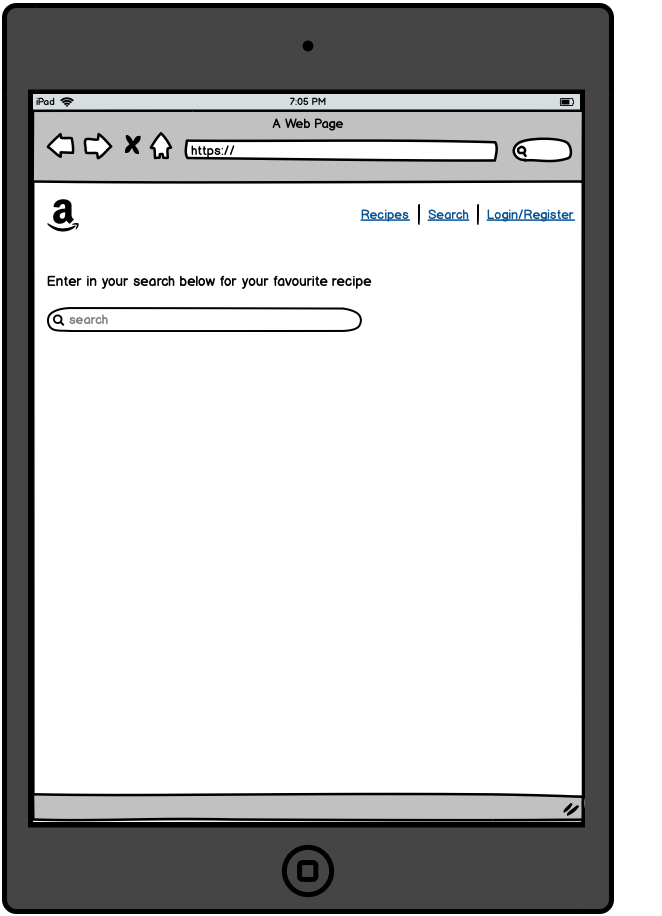 iPad 7:05 PM
A Web Page
https://
a
Recipes Search Login/Register
Enter in your search below for your favourite recipe
search